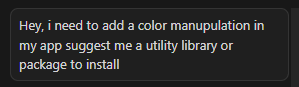 Hey, i need to add a color manupulation in
my app suggest me a utility library or
package to install